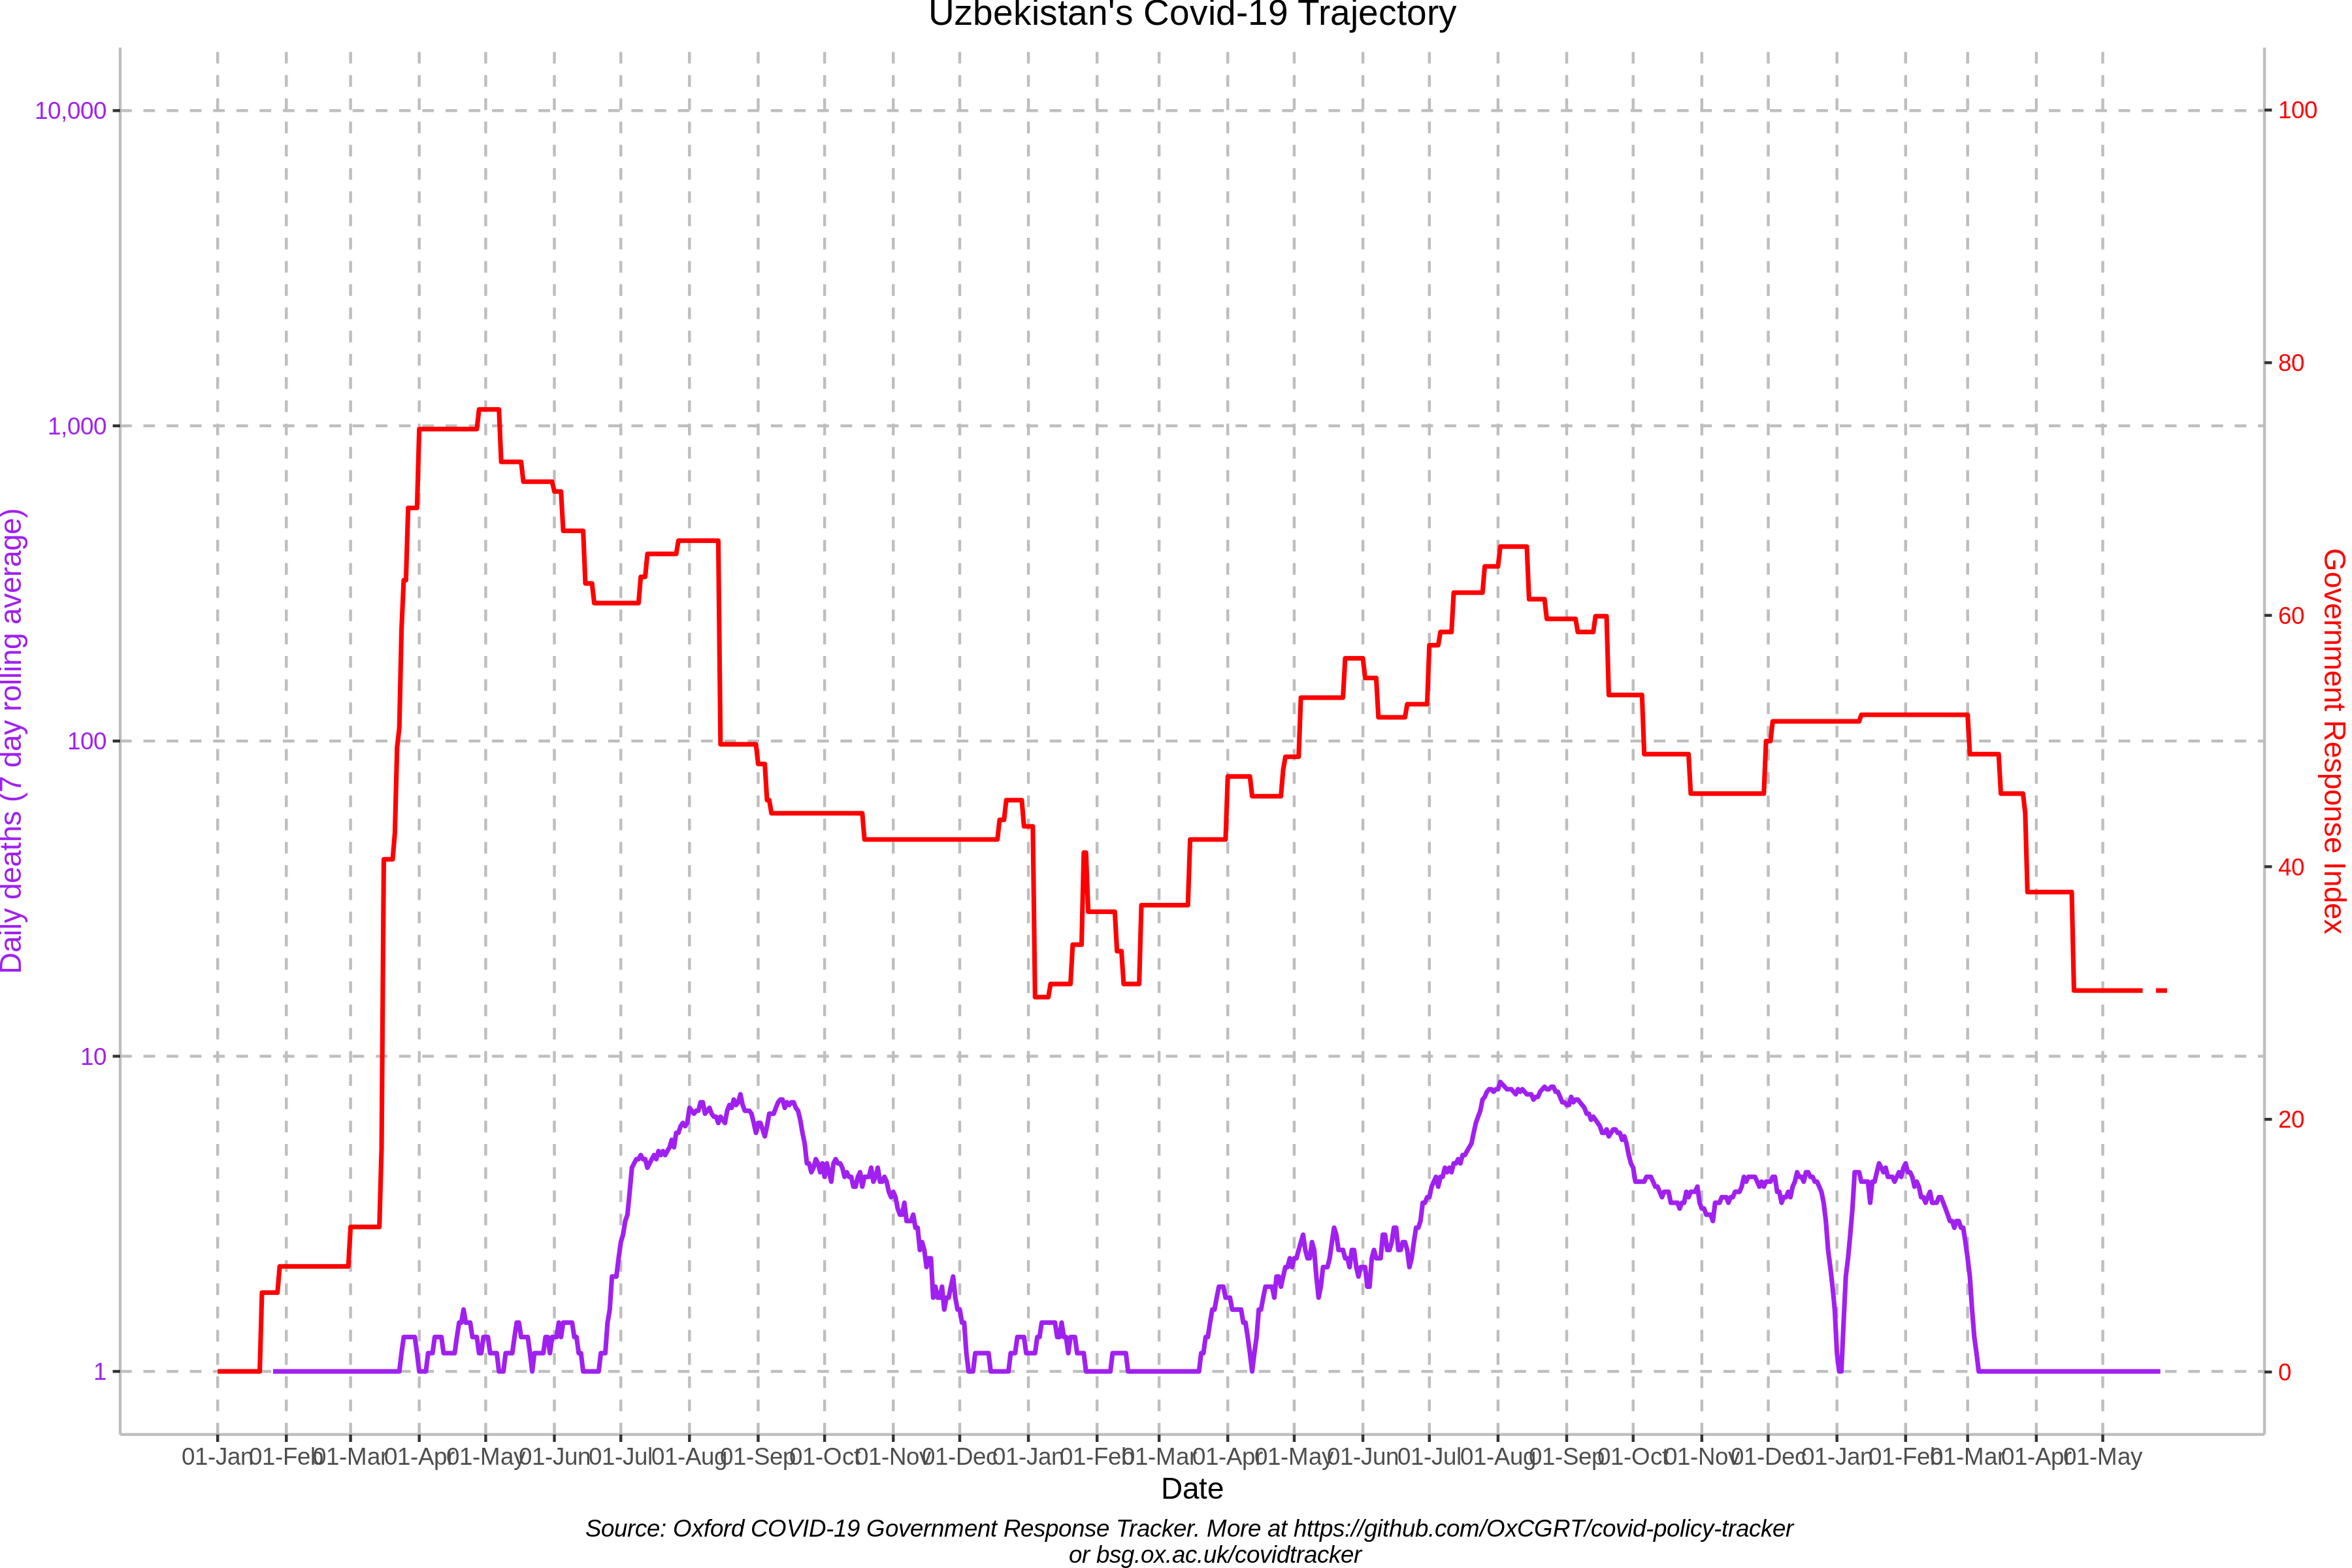 Uzbekistan's Covid-19 Trajectory
10,000
1,000
100
10
1
Daily deaths (7 day rolling average)
100
80
60
40
20
0
Government Response Index
01-Jan 01-Feb 01-Mar 01-Apr 01-May 01-Jun 01-Jul 01-Aug 01-Sep 01-Oct 01-Nov 01-Dec 01-Jan 01-Feb 01-Mar 01-Apr 01-May 01-Jun 01-Jul 01-Aug 01-Sep 01-Oct 01-Nov 01-Dec 01-Jan 01-Feb 01-Mar 01-Apr 01-May
Date
Source: Oxford COVID-19 Government Response Tracker. More at https://github.com/OxCGRT/covid-policy-tracker
or bsg.ox.ac.uk/covidtracker